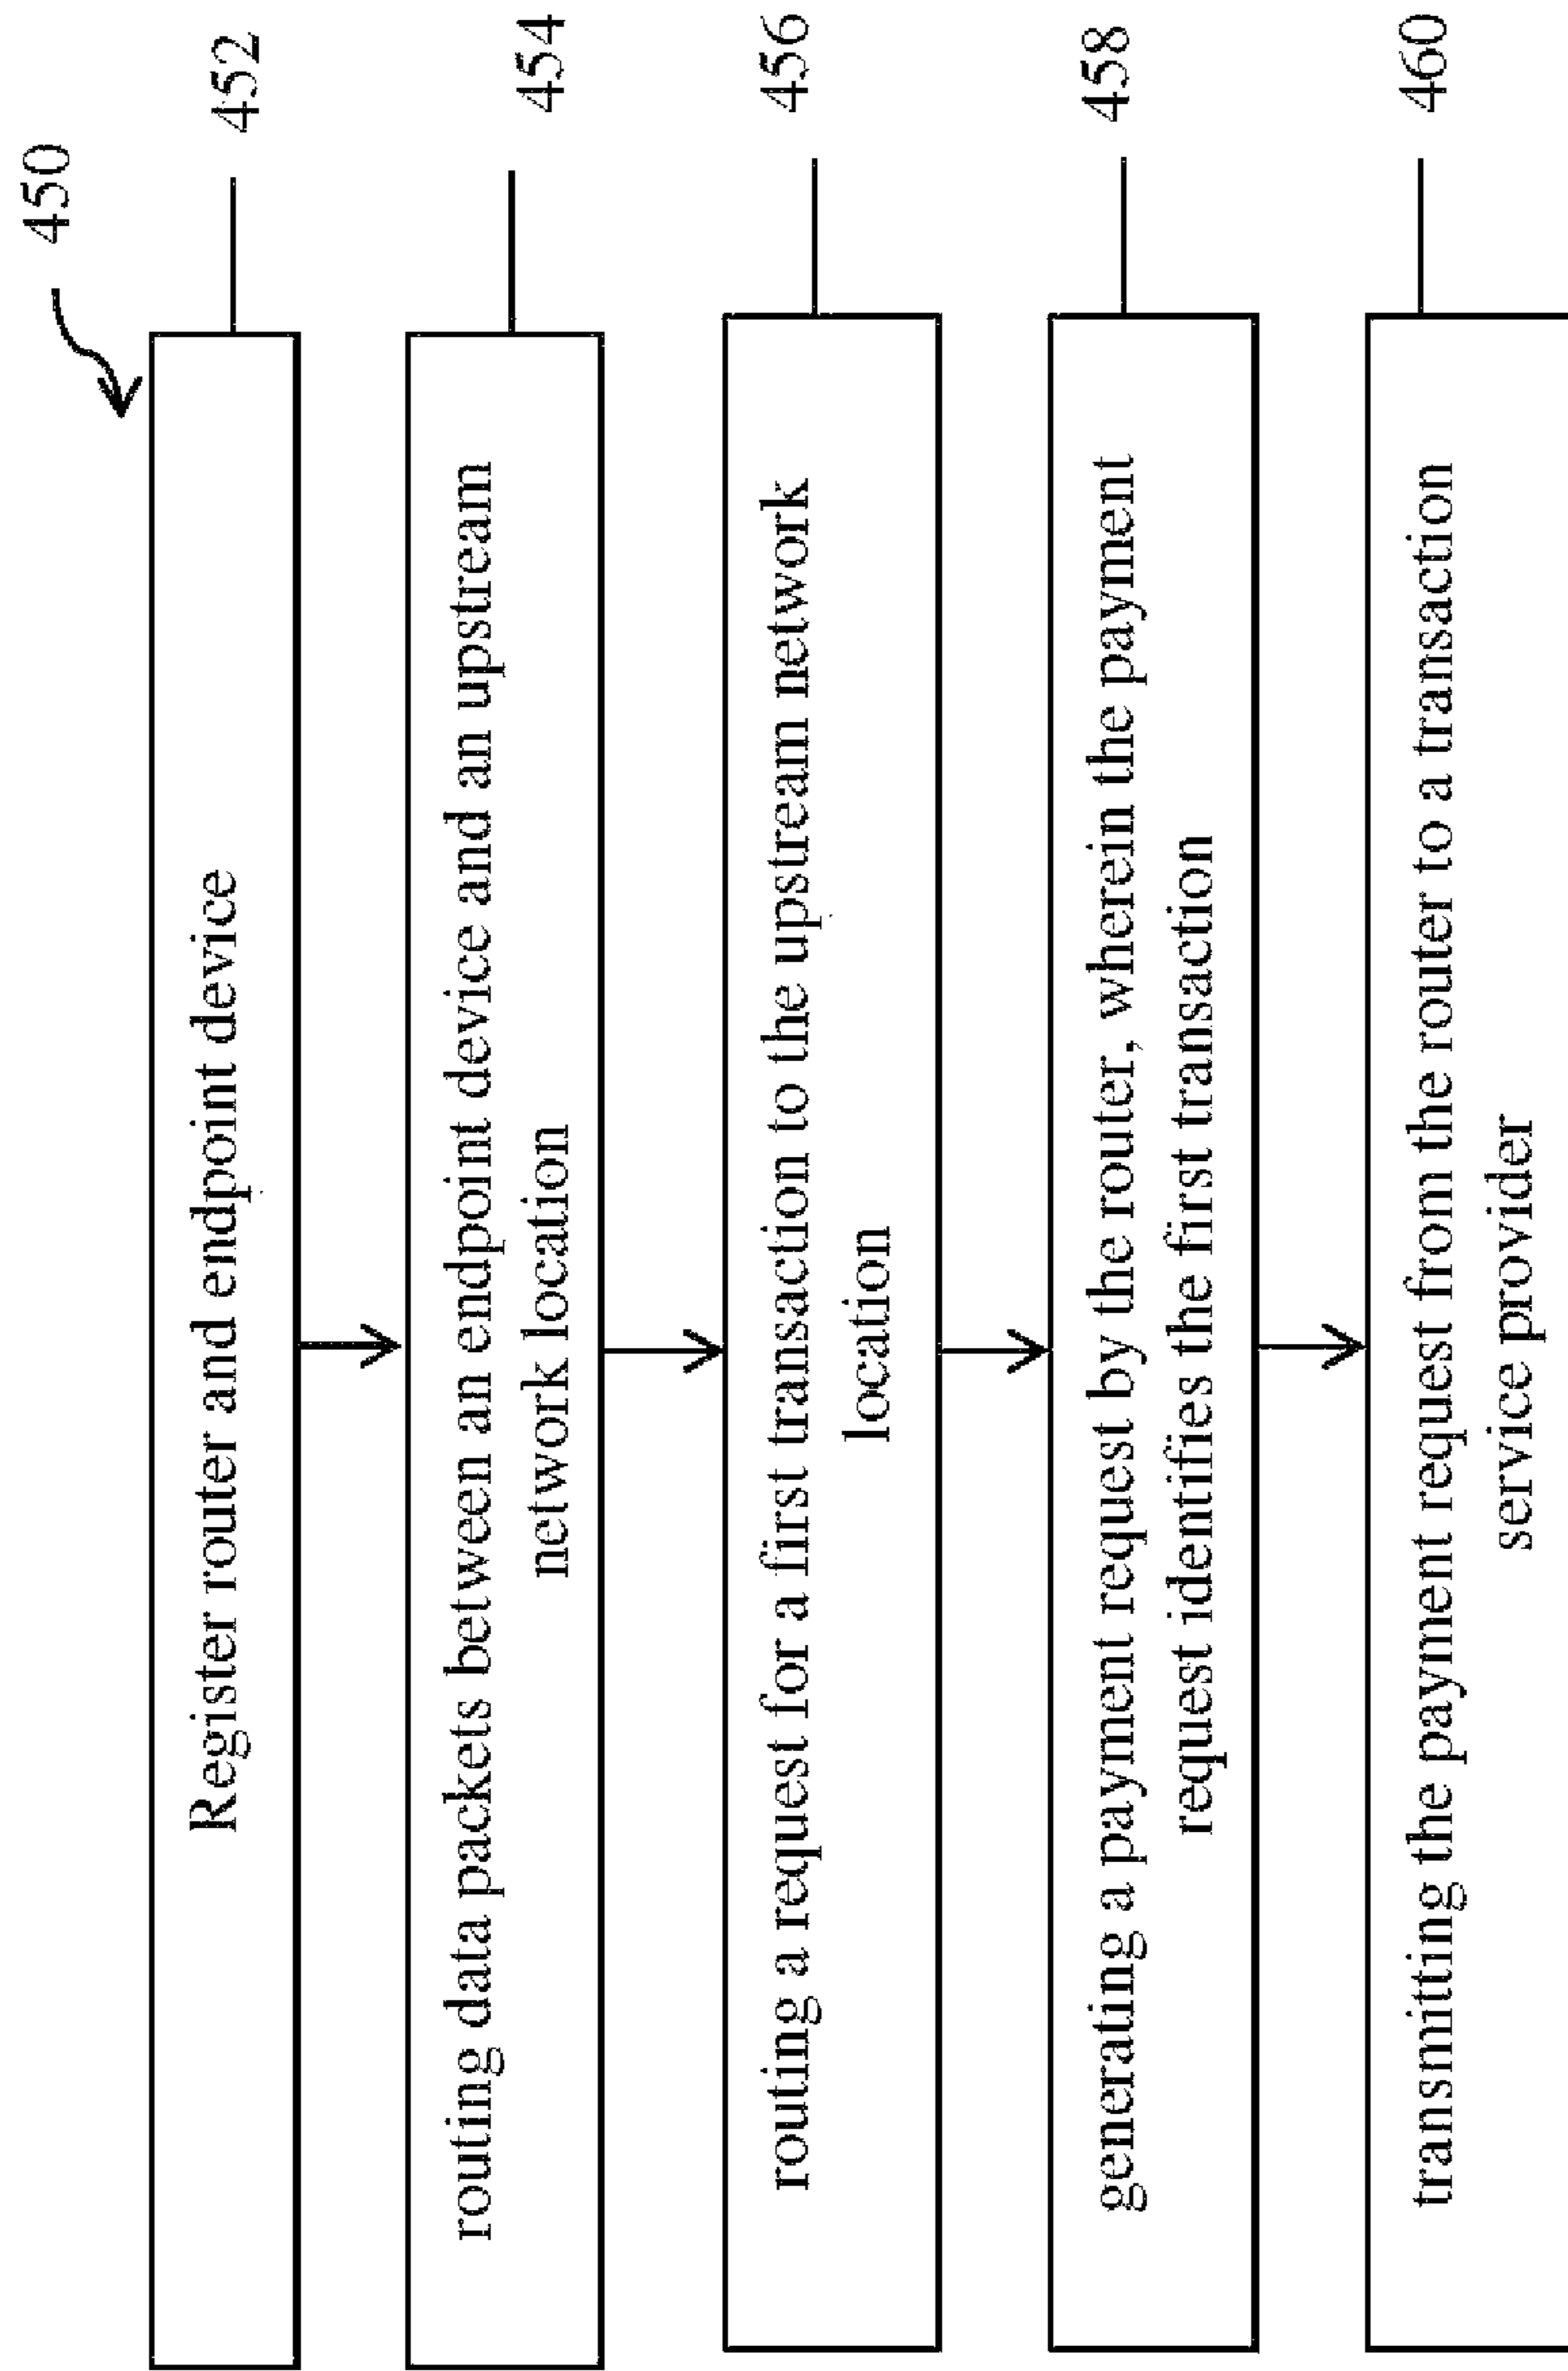 450
Register router and endpoint device
452
routing data packets between an endpoint device and an upstream
network location
454
routing a request for a first transaction to the upstream network
location
456
generating a payment request by the router, wherein the payment
request identifies the first transaction
458
transmitting the payment request from the router to a transaction
service provider
460